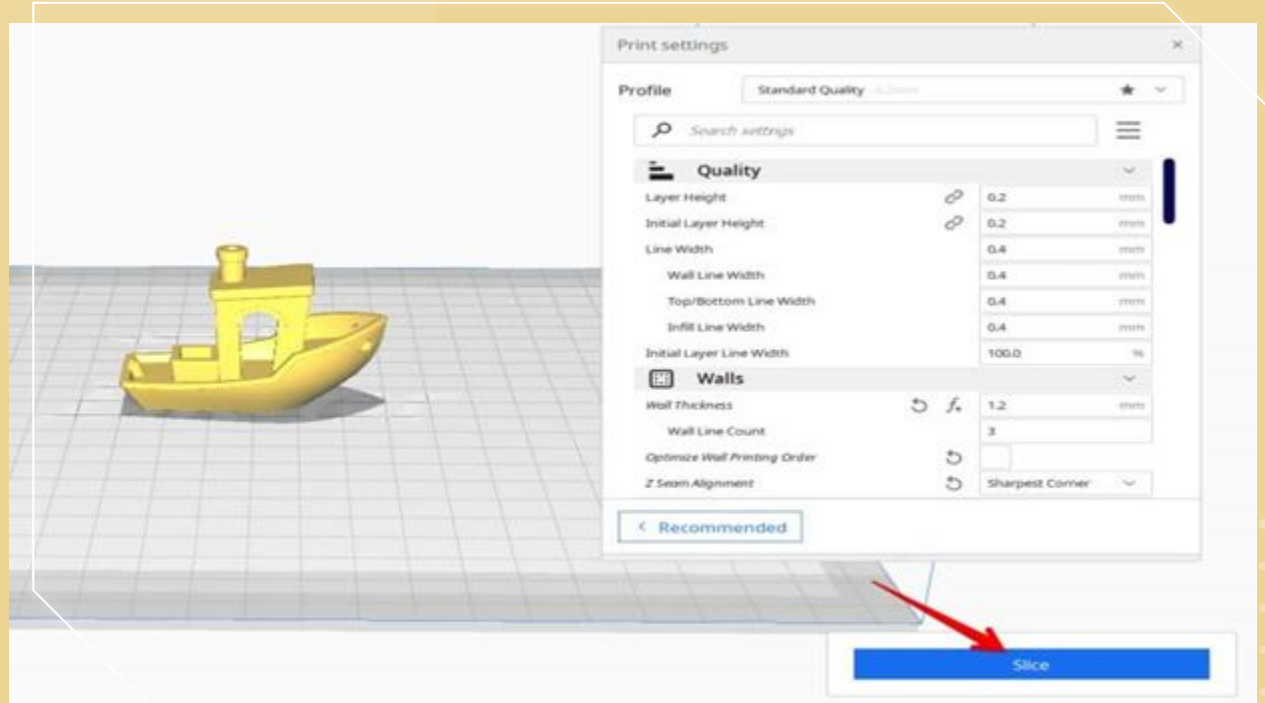 Print settings ×
Profile Standard Quality 0.2mm
Search settings
Quality
Layer Height 0.2 mm
Initial Layer Height 0.2 mm
Line Width 0.4 mm
Wall Line Width 0.4 mm
Top/Bottom Line Width 0.4 mm
Infill Line Width 0.4 mm
Initial Layer Line Width 100.0 %
Walls
Wall Thickness 1.2 mm
Wall Line Count 3
Optimize Wall Printing Order
Z Seam Alignment Sharpest Corner
< Recommended
Slice